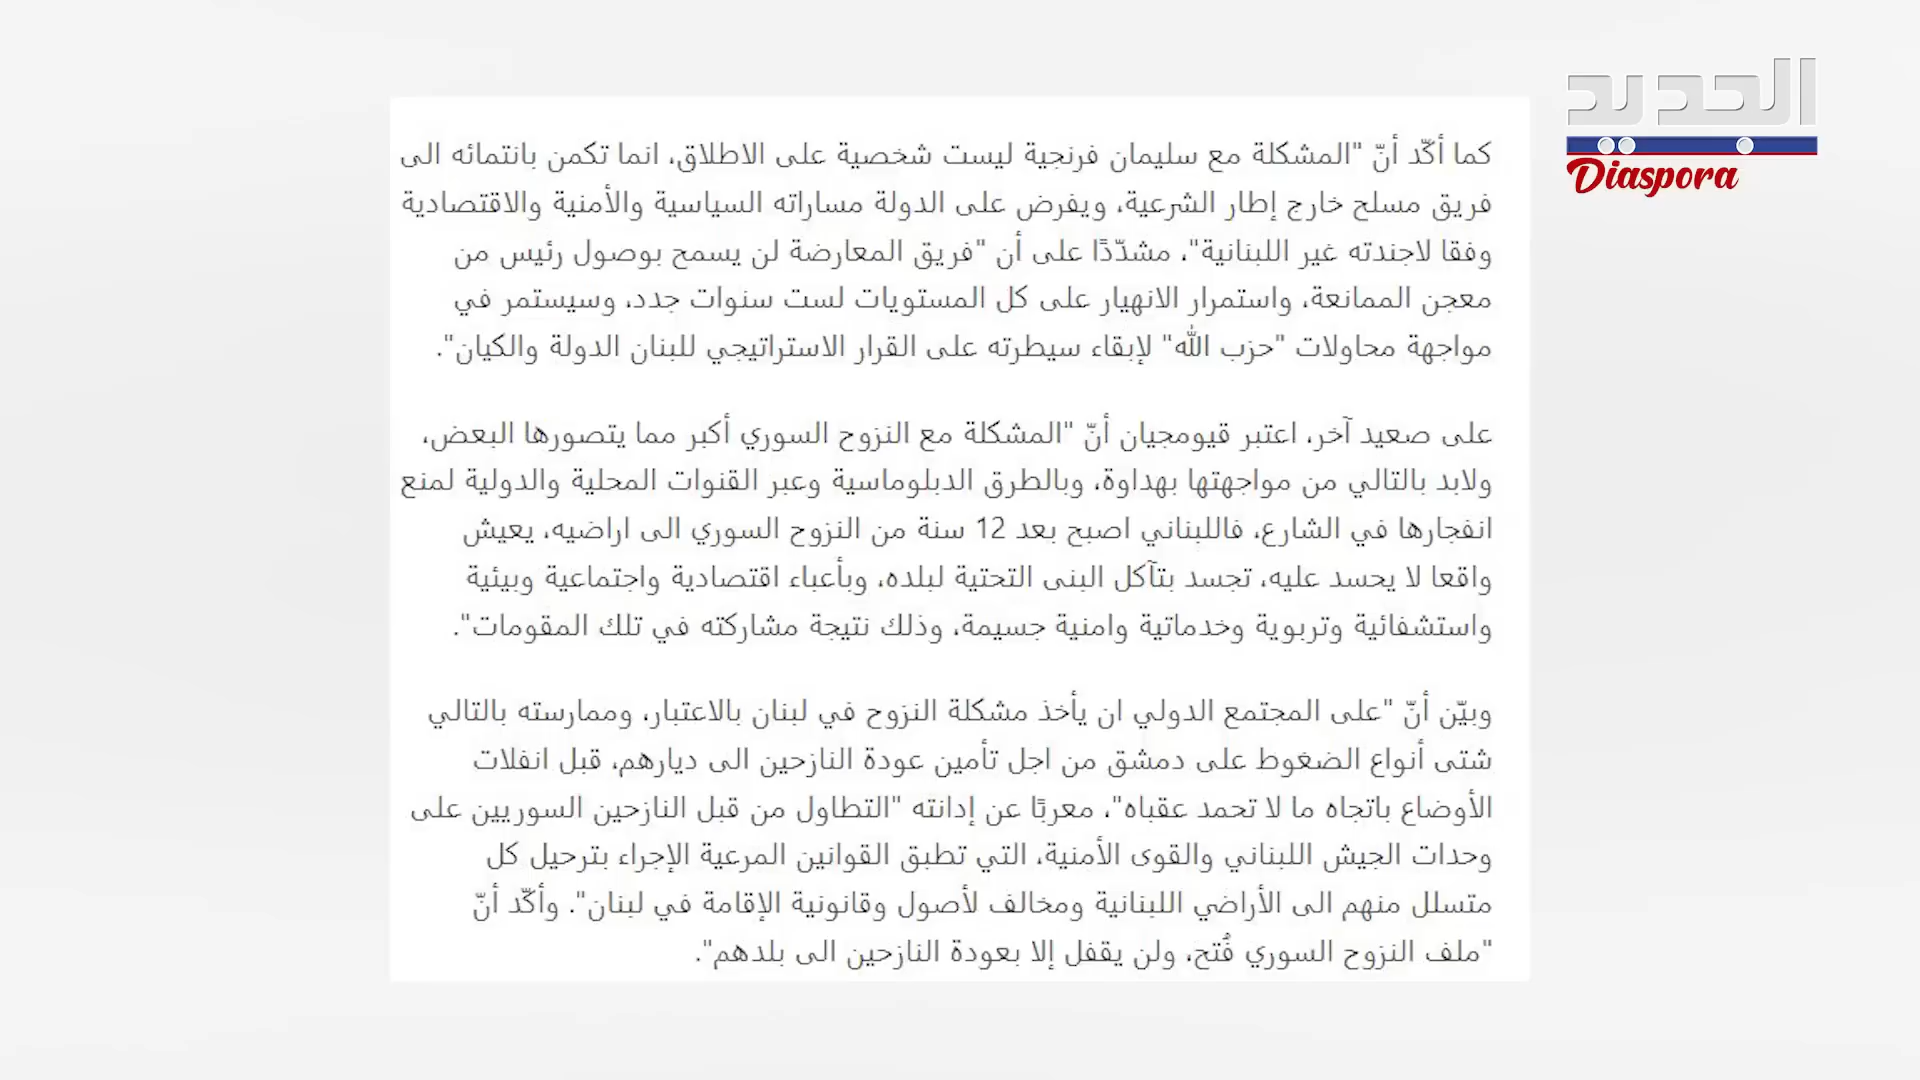 الجديد
Diaspora
كما أكّد أنّ "المشكلة مع سليمان فرنجية ليست شخصية على الاطلاق، انما تكمن بانتمائه الى
فريق مسلح خارج إطار الشرعية، ويفرض على الدولة مساراته السياسية والأمنية والاقتصادية
وفقا لاجندته غير اللبنانية"، مشدّدًا على أن "فريق المعارضة لن يسمح بوصول رئيس من
معجن الممانعة، واستمرار الانهيار على كل المستويات لست سنوات جدد، وسيستمر في
مواجهة محاولات "حزب الله" لإبقاء سيطرته على القرار الاستراتيجي للبنان الدولة والكيان".
على صعيد آخر، اعتبر قيومجيان أنّ "المشكلة مع النزوح السوري أكبر مما يتصورها البعض،
ولابد بالتالي من مواجهتها بهداوة، وبالطرق الدبلوماسية وعبر القنوات المحلية والدولية لمنع
انفجارها في الشارع، فاللبناني اصبح بعد 12 سنة من النزوح السوري الى اراضيه، يعيش
واقعا لا يحسد عليه، تجسد بتآكل البنى التحتية لبلده، وبأعباء اقتصادية واجتماعية وبيئية
واستشفائية وتربوية وخدماتية وامنية جسيمة، وذلك نتيجة مشاركته في تلك المقومات".
وبيّن أنّ "على المجتمع الدولي ان يأخذ مشكلة النزوح في لبنان بالاعتبار، وممارسته بالتالي
شتى أنواع الضغوط على دمشق من اجل تأمين عودة النازحين الى ديارهم، قبل انفلات
الأوضاع باتجاه ما لا تحمد عقباه"، معربًا عن إدانته "التطاول من قبل النازحين السوريين على
وحدات الجيش اللبناني والقوى الأمنية، التي تطبق القوانين المرعية الإجراء بترحيل كل
متسلل منهم الى الأراضي اللبنانية ومخالف لأصول وقانونية الإقامة في لبنان". وأكّد أنّ
"ملف النزوح السوري فُتح، ولن يقفل إلا بعودة النازحين الى بلدهم".